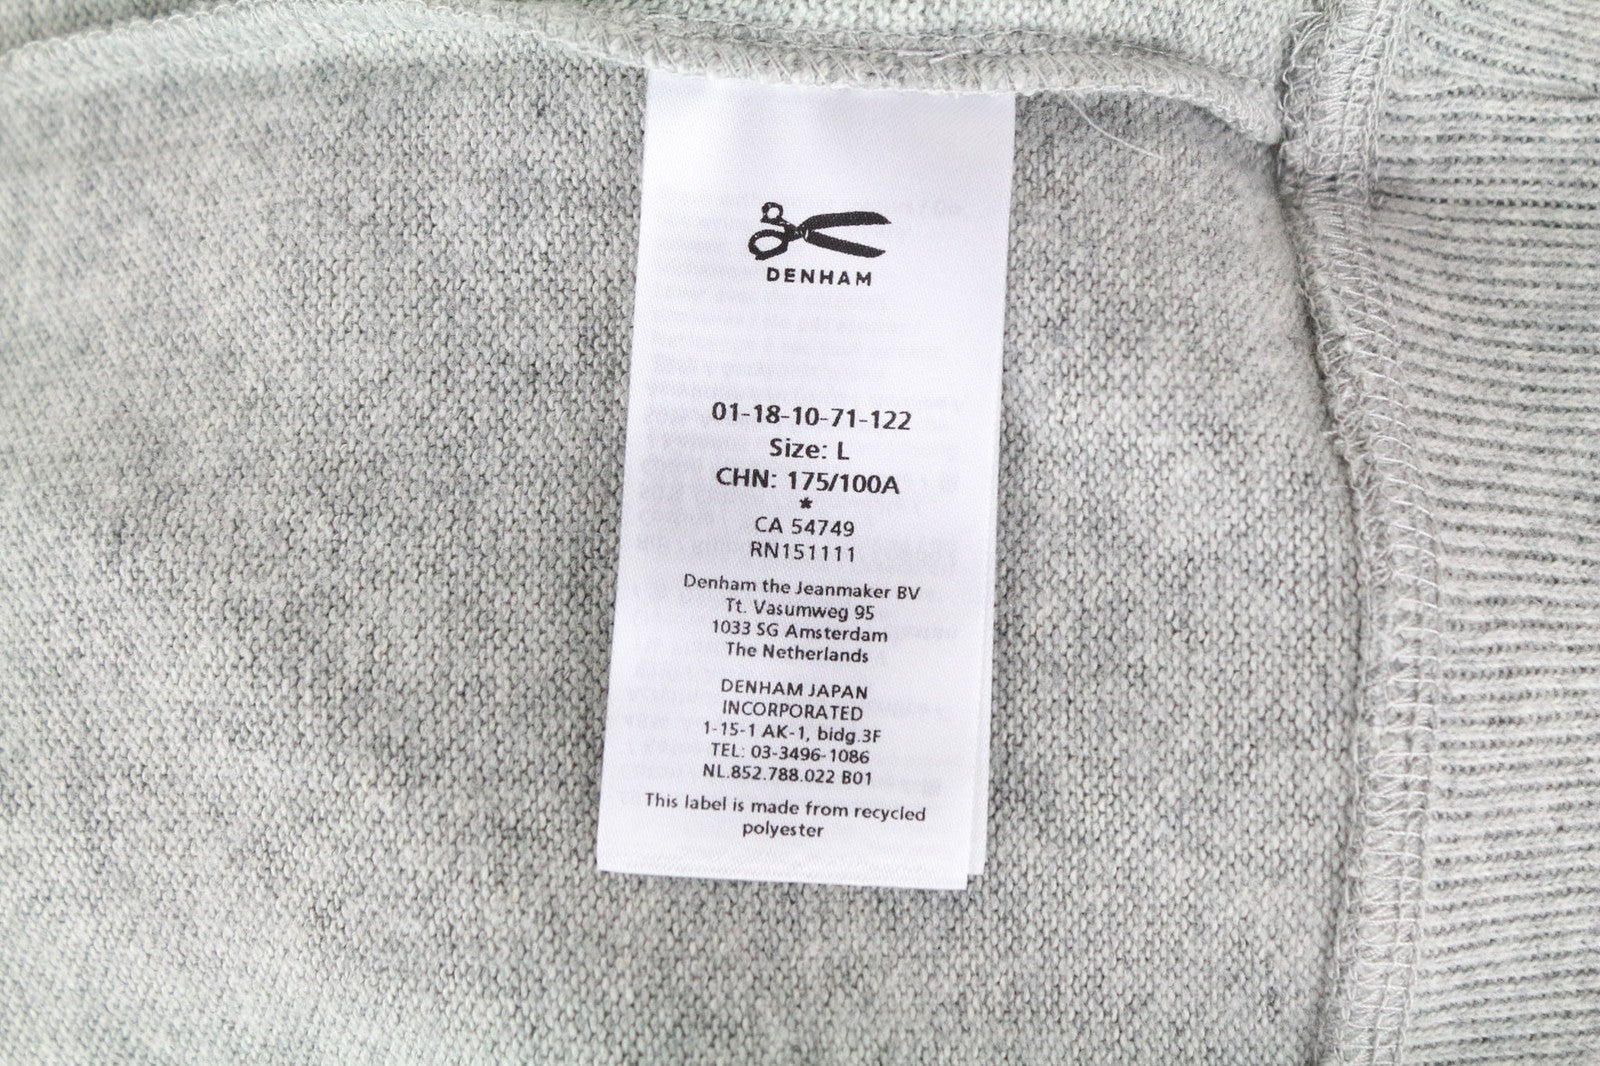 DENHAM
01-18-10-71-122
Size: L
CHN: 175/100A
*
CA 54749
RN151111
Denham the Jeanmaker BV
Tt. Vasumweg 95
1033 SG Amsterdam
The Netherlands
DENHAM JAPAN
INCORPORATED
1-15-1 AK-1, bidg.3F
TEL: 03-3496-1086
NL.852.788.022 B01
This label is made from recycled
polyester